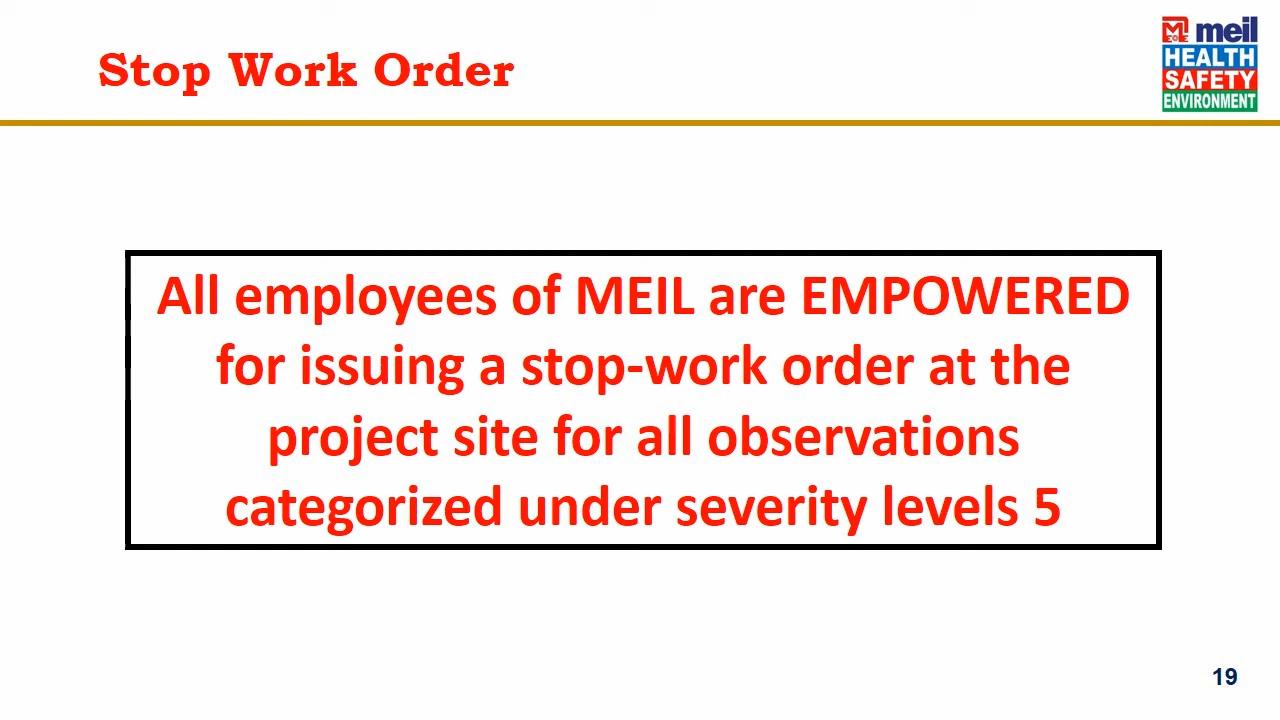 Stop Work Order
meil
HEALTH
SAFETY
ENVIRONMENT
All employees of MEIL are EMPOWERED
for issuing a stop-work order at the
project site for all observations
categorized under severity levels 5
19